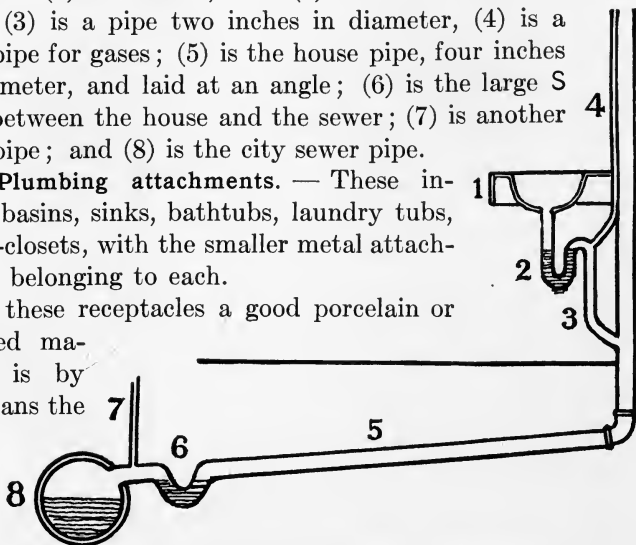 (3) is a pipe two inches in diameter, (4) is a
pipe for gases; (5) is the house pipe, four inches
meter, and laid at an angle; (6) is the large S
between the house and the sewer; (7) is another
pipe; and (8) is the city sewer pipe.
Plumbing attachments. — These in-
basins, sinks, bathtubs, laundry tubs,
-closets, with the smaller metal attach-
belonging to each.
these receptacles a good porcelain or
ed ma-
is by
ans the
4
1
2
3
7
5
6
8